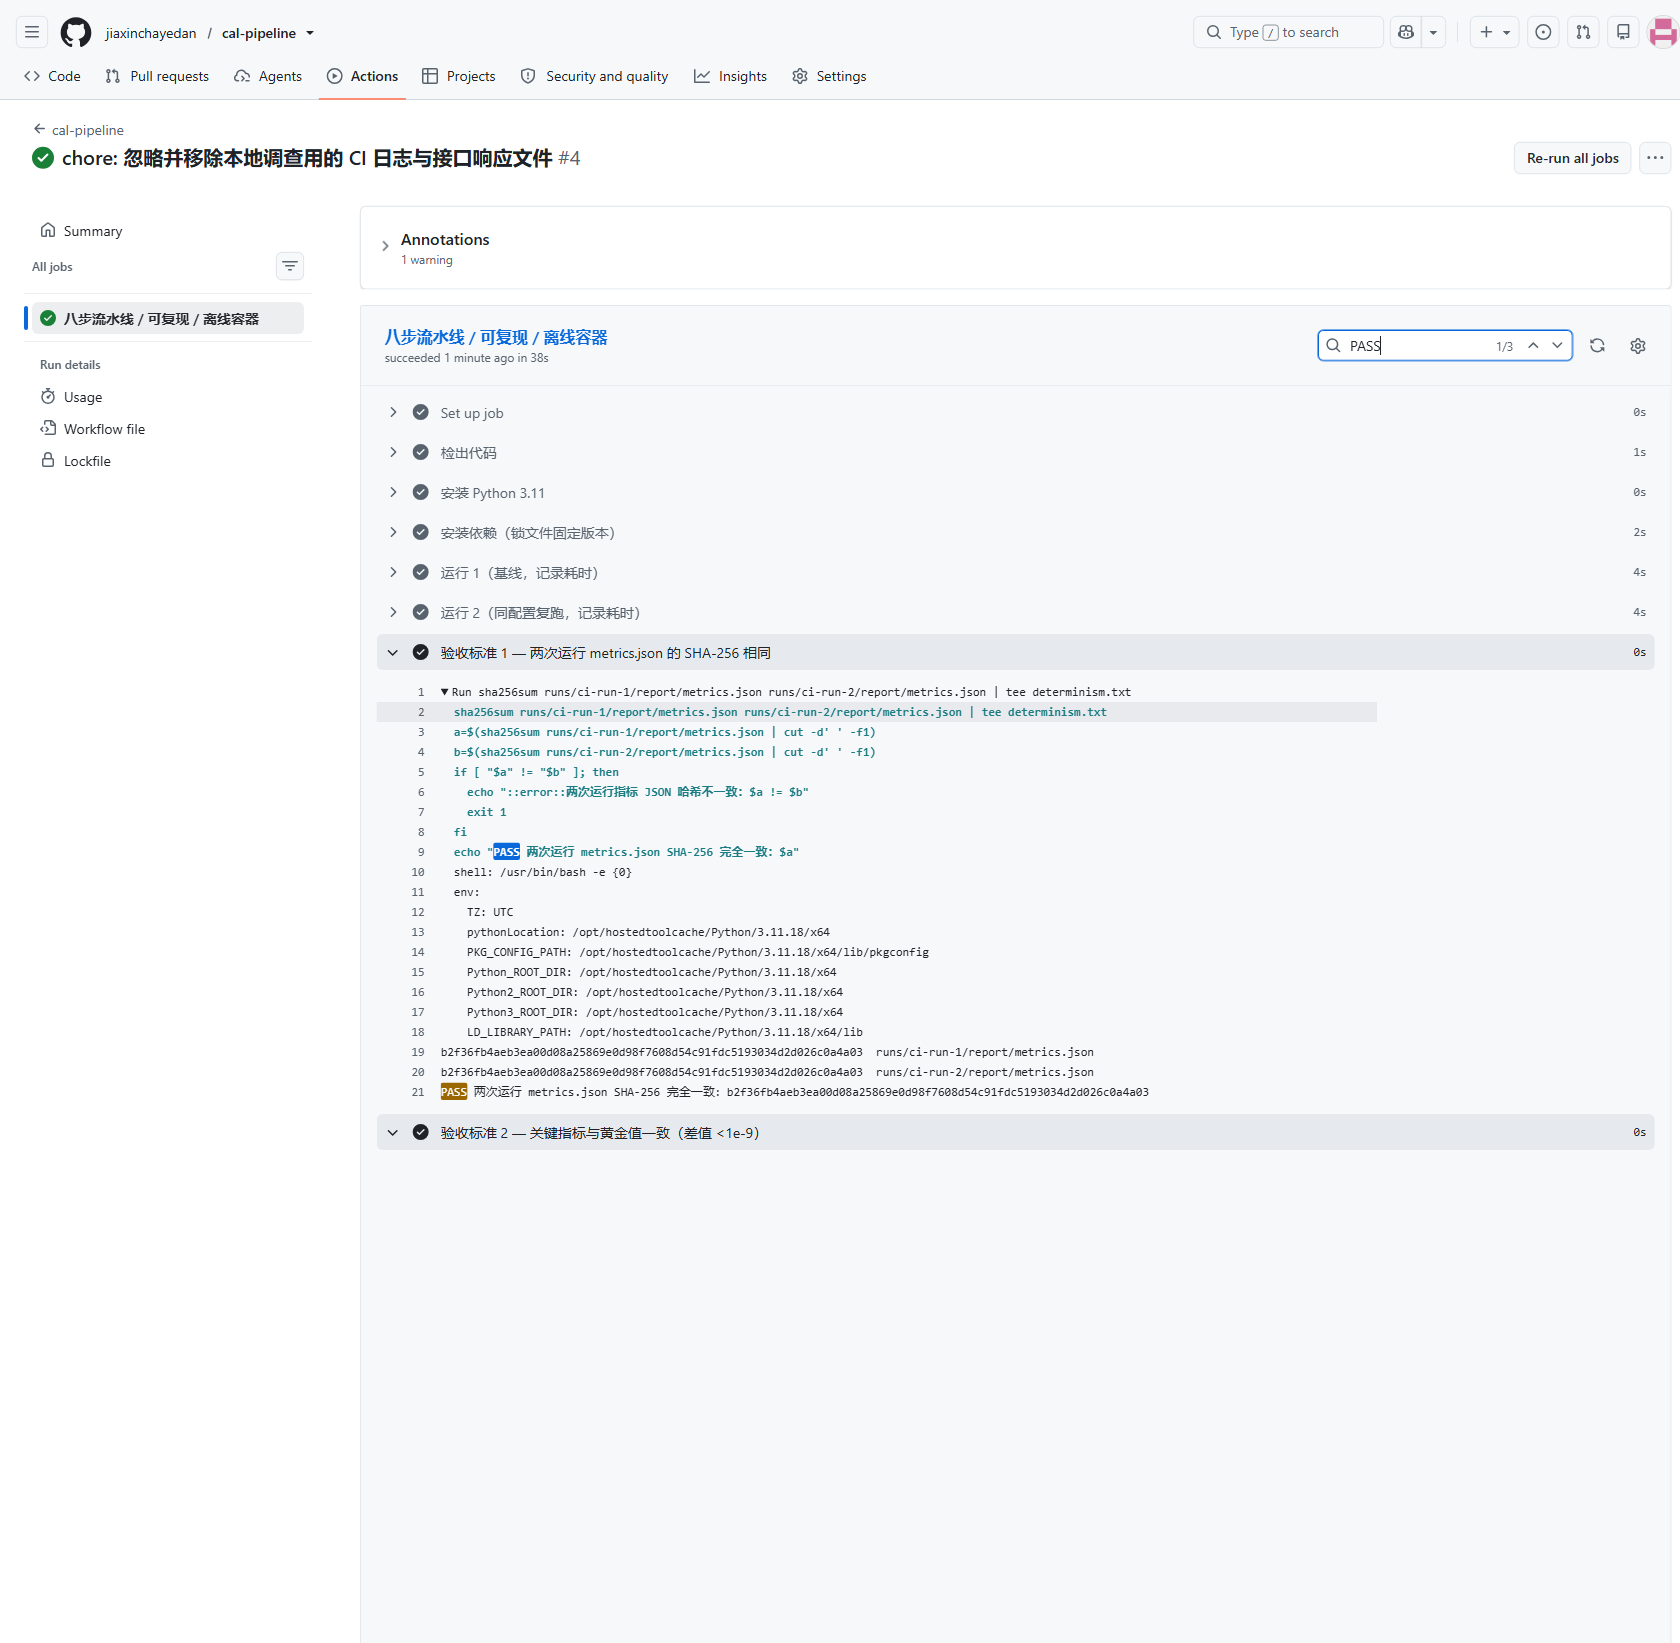 jiaxinchayedan / cal-pipeline
Type / to search
Code
Pull requests
Agents
Actions
Projects
Security and quality
Insights
Settings
cal-pipeline
chore: 忽略并移除本地调查用的 CI 日志与接口响应文件 #4
Re-run all jobs
Summary
All jobs
八步流水线 / 可复现 / 离线容器
Run details
Usage
Workflow file
Lockfile
Annotations
1 warning
八步流水线 / 可复现 / 离线容器
succeeded 1 minute ago in 38s
PASS 1/3
Set up job 0s
检出代码 1s
安装 Python 3.11 0s
安装依赖（锁文件固定版本） 2s
运行 1（基线，记录耗时） 4s
运行 2（同配置复跑，记录耗时） 4s
验收标准 1 — 两次运行 metrics.json 的 SHA-256 相同 0s
1 ▼Run sha256sum runs/ci-run-1/report/metrics.json runs/ci-run-2/report/metrics.json | tee determinism.txt
2 sha256sum runs/ci-run-1/report/metrics.json runs/ci-run-2/report/metrics.json | tee determinism.txt
3 a=$(sha256sum runs/ci-run-1/report/metrics.json | cut -d' ' -f1)
4 b=$(sha256sum runs/ci-run-2/report/metrics.json | cut -d' ' -f1)
5 if [ "$a" != "$b" ]; then
6 echo "::error::两次运行指标 JSON 哈希不一致：$a != $b"
7 exit 1
8 fi
9 echo "PASS 两次运行 metrics.json SHA-256 完全一致：$a"
10 shell: /usr/bin/bash -e {0}
11 env:
12 TZ: UTC
13 pythonLocation: /opt/hostedtoolcache/Python/3.11.18/x64
14 PKG_CONFIG_PATH: /opt/hostedtoolcache/Python/3.11.18/x64/lib/pkgconfig
15 Python_ROOT_DIR: /opt/hostedtoolcache/Python/3.11.18/x64
16 Python2_ROOT_DIR: /opt/hostedtoolcache/Python/3.11.18/x64
17 Python3_ROOT_DIR: /opt/hostedtoolcache/Python/3.11.18/x64
18 LD_LIBRARY_PATH: /opt/hostedtoolcache/Python/3.11.18/x64/lib
19 b2f36fb4aeb3ea00d08a25869e0d98f7608d54c91fdc5193034d2d026c0a4a03 runs/ci-run-1/report/metrics.json
20 b2f36fb4aeb3ea00d08a25869e0d98f7608d54c91fdc5193034d2d026c0a4a03 runs/ci-run-2/report/metrics.json
21 PASS 两次运行 metrics.json SHA-256 完全一致：b2f36fb4aeb3ea00d08a25869e0d98f7608d54c91fdc5193034d2d026c0a4a03
验收标准 2 — 关键指标与黄金值一致（差值 <1e-9） 0s